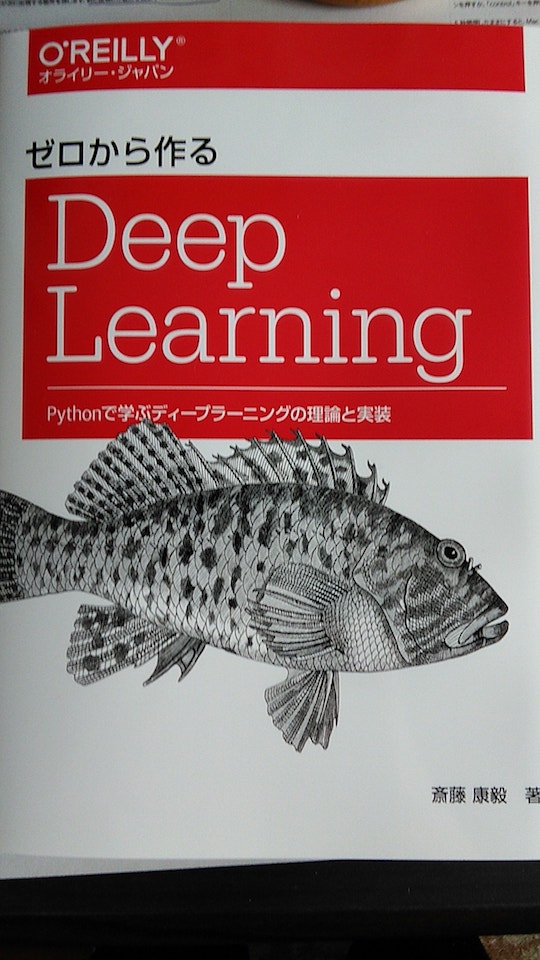 O'REILLY®
オライリー・ジャパン
ゼロから作る
Deep
Learning
Pythonで学ぶディープラーニングの理論と実装
斎藤 康毅 著